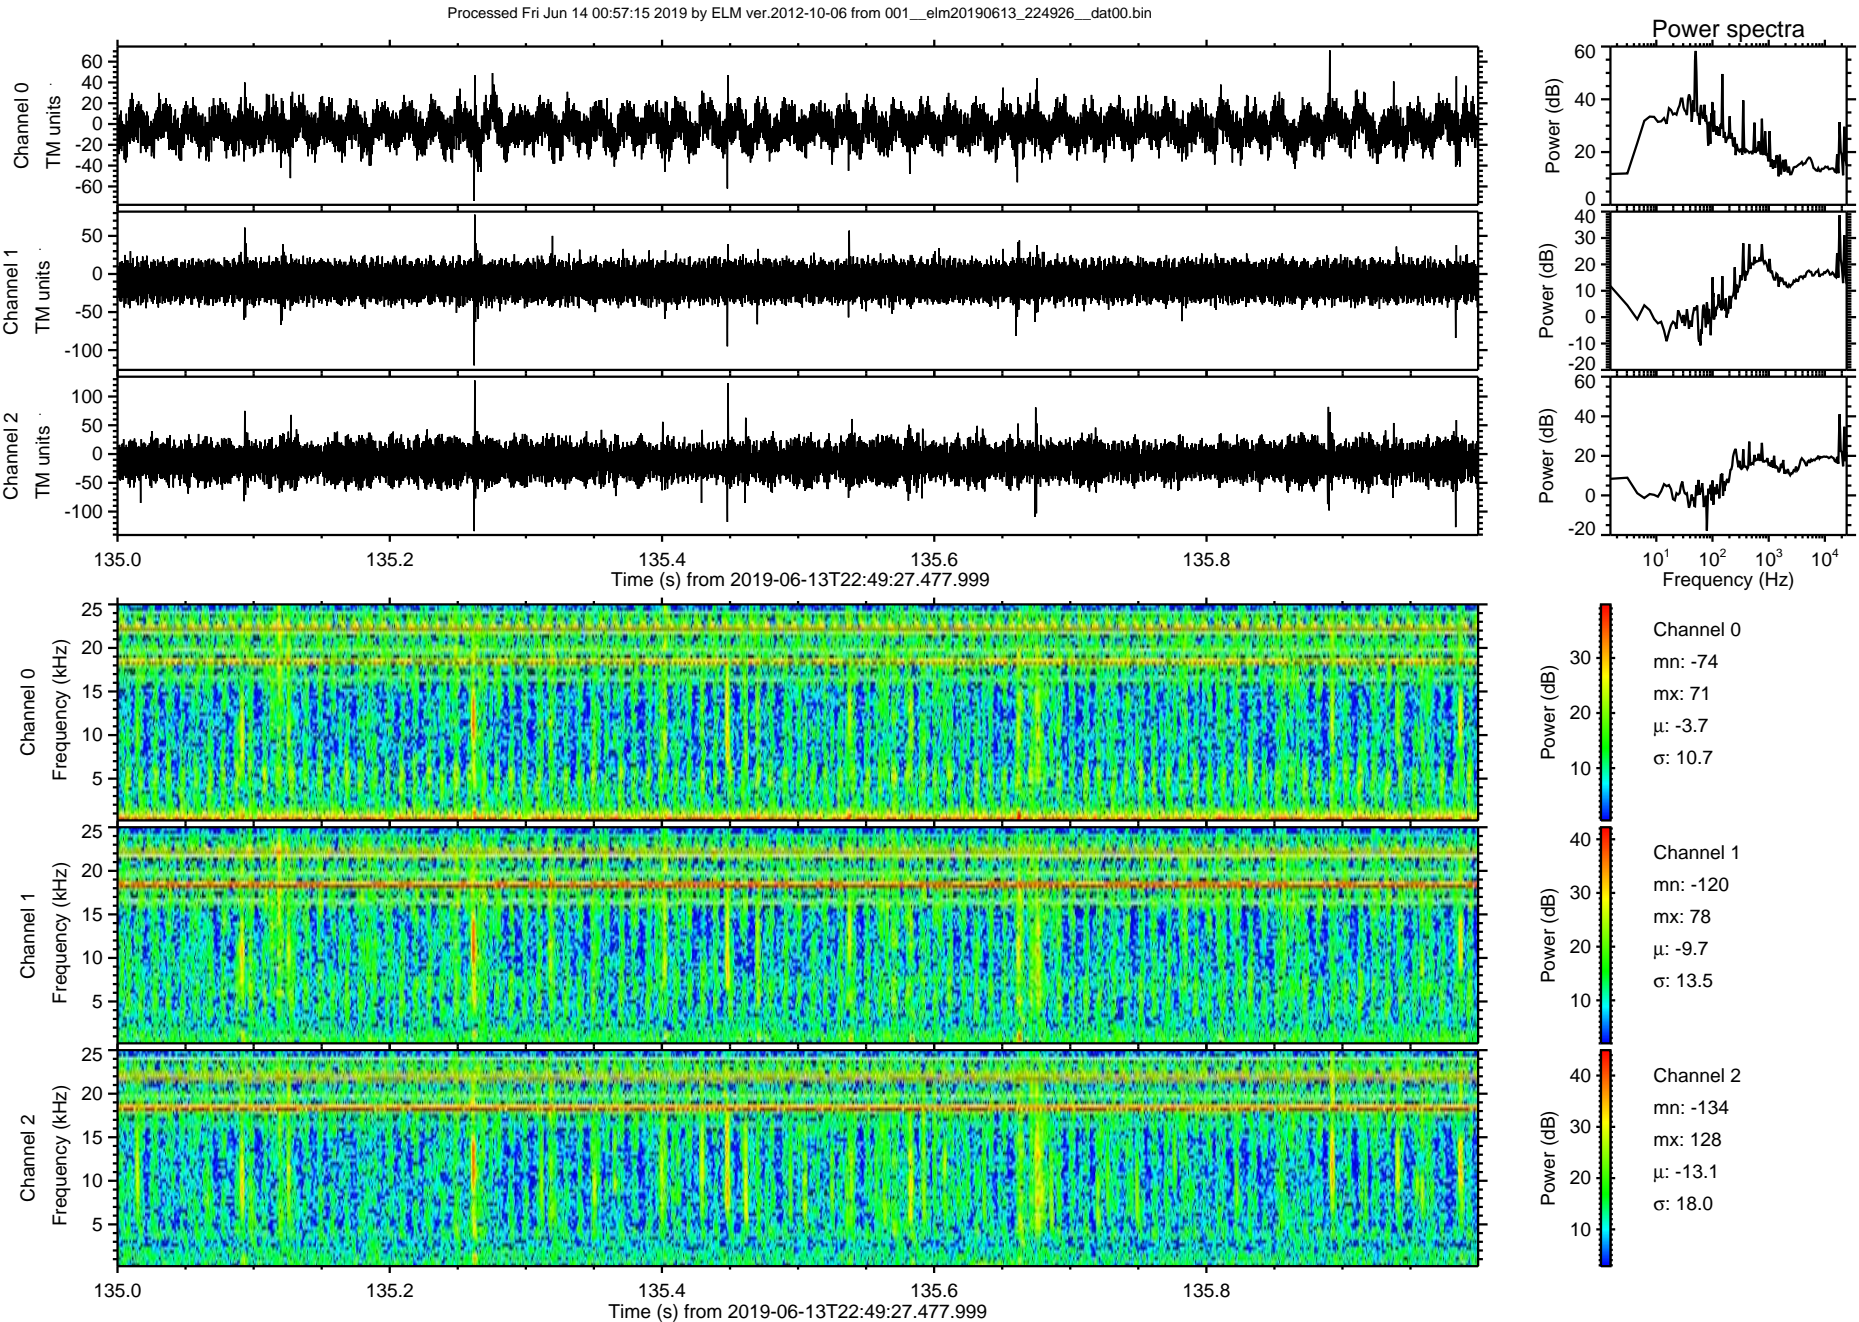 Processed Fri Jun 14 00:57:15 2019 by ELM ver.2012-10-06 from 001__elm20190613_224926__dat00.bin
Power spectra
Channel 0
TM units
60
40
20
0
-20
-40
-60
Power (dB)
60
40
20
0
Channel 1
TM units
50
0
-50
-100
Power (dB)
40
30
20
10
0
-10
-20
Channel 2
TM units
100
50
0
-50
-100
Power (dB)
60
40
20
0
-20
135.0 135.2 135.4 135.6 135.8
Time (s) from 2019-06-13T22:49:27.477.999
10¹ 10² 10³ 10⁴
Frequency (Hz)
Channel 0
Frequency (kHz)
25
20
15
10
5
Power (dB)
30
20
10
Channel 0
mn: -74
mx: 71
μ: -3.7
σ: 10.7
Channel 1
Frequency (kHz)
25
20
15
10
5
Power (dB)
40
30
20
10
Channel 1
mn: -120
mx: 78
μ: -9.7
σ: 13.5
Channel 2
Frequency (kHz)
25
20
15
10
5
Power (dB)
40
30
20
10
Channel 2
mn: -134
mx: 128
μ: -13.1
σ: 18.0
135.0 135.2 135.4 135.6 135.8
Time (s) from 2019-06-13T22:49:27.477.999